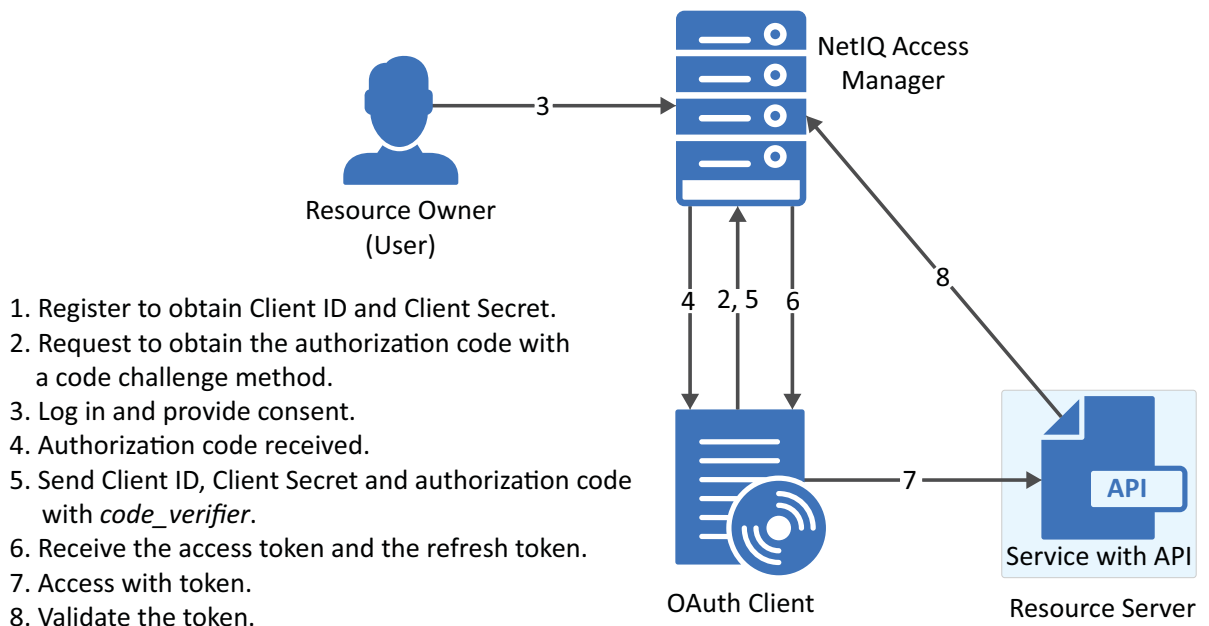 NetIQ Access
Manager
3
Resource Owner
(User)
4
2, 5
6
8
1. Register to obtain Client ID and Client Secret.
2. Request to obtain the authorization code with
a code challenge method.
3. Log in and provide consent.
4. Authorization code received.
5. Send Client ID, Client Secret and authorization code
with code_verifier.
6. Receive the access token and the refresh token.
7. Access with token.
8. Validate the token.
7
API
Service with API
OAuth Client
Resource Server